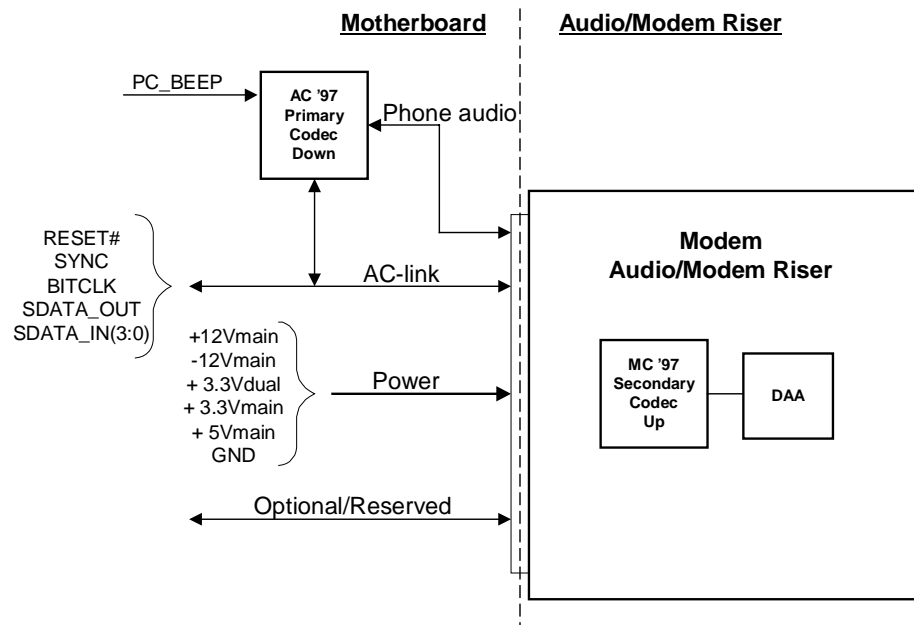 Motherboard
Audio/Modem Riser
PC_BEEP
AC '97
Primary
Codec
Down
Phone audio
RESET#
SYNC
BITCLK
SDATA_OUT
SDATA_IN(3:0)
AC-link
Modem
Audio/Modem Riser
+12Vmain
-12Vmain
+ 3.3Vdual
+ 3.3Vmain
+ 5Vmain
GND
Power
MC '97
Secondary
Codec
Up
DAA
Optional/Reserved